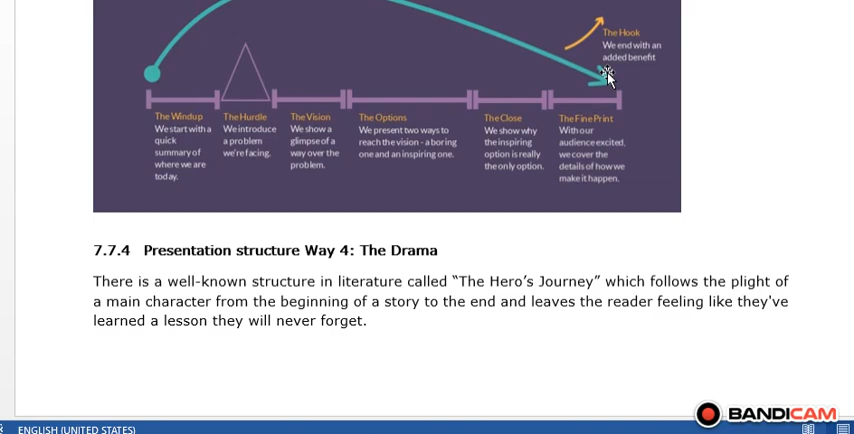 The Hook
We end with an
added benefit
The Windup
We start with a
quick
summary of
where we are
today.
The Hurdle
We introduce
a problem
we're facing.
The Vision
We show a
glimpse of a
way over the
problem.
The Options
We present two ways to
reach the vision - a boring
one and an inspiring one.
The Close
We show why
the inspiring
option is really
the only option.
The Fine Print
With our
audience excited,
we cover the
details of how we
make it happen.
7.7.4 Presentation structure Way 4: The Drama
There is a well-known structure in literature called “The Hero’s Journey” which follows the plight of
a main character from the beginning of a story to the end and leaves the reader feeling like they've
learned a lesson they will never forget.
BANDICAM
ENGLISH (UNITED STATES)